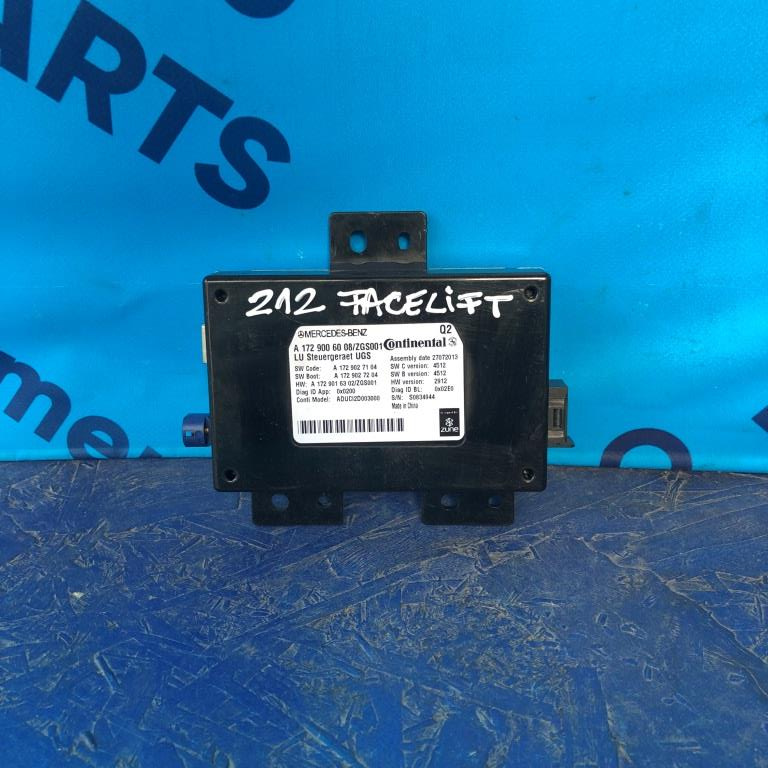 O
PARTS
212 FACELIFT
MERCEDES-BENZ
Q2
A 172 900 60 08/ZGS001
Continental
LU Steuergeraet UGS
Assembly date 27072013
SW Code: A 172 902 71 04
SW C version: 4512
SW Boot: A 172 902 72 04
SW B version: 4512
HW: A 172 901 63 02/ZGS001
HW version: 2912
Diag ID App: 0x0200
Diag ID BL: 0x02E0
Conti Model: ADUCI2D003000
S/N: S0834644
Made in China
zune